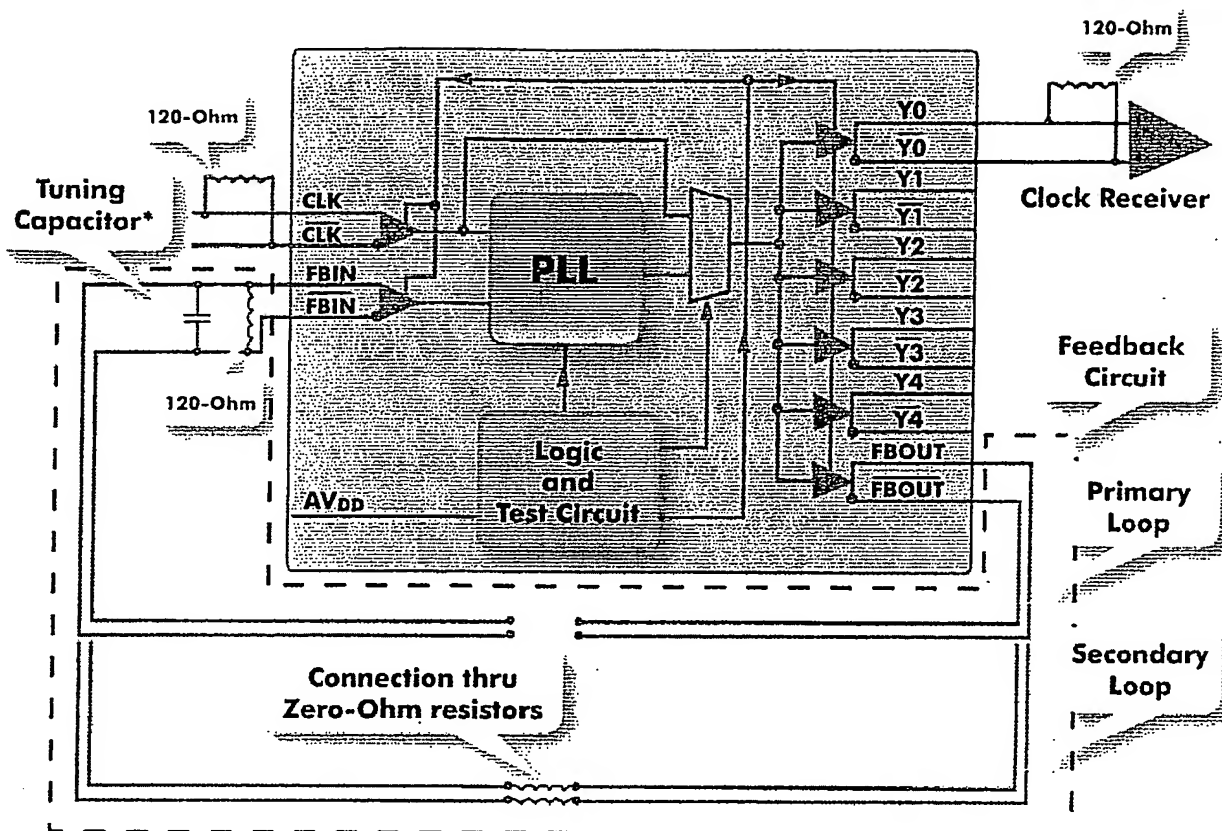 120-Ohm
120-Ohm
Tuning
Capacitor*
CLK
CLK
FBIN
FBIN
120-Ohm
PLL
Logic
and
Test Circuit
AVDD
Y0
Y0
Y1
Y1
Y2
Y2
Y3
Y3
Y4
Y4
FBOUT
FBOUT
Clock Receiver
Feedback
Circuit
Primary
Loop
Secondary
Loop
Connection thru
Zero-Ohm resistors